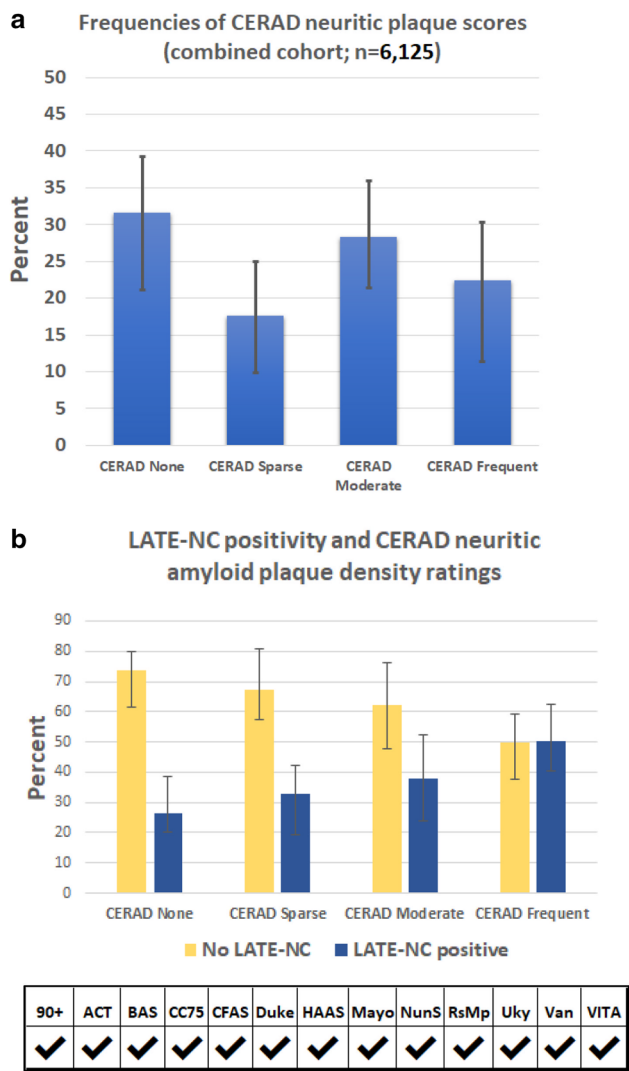 a
Frequencies of CERAD neuritic plaque scores
(combined cohort; n=6,125)
Percent
50
45
40
35
30
25
20
15
10
5
0
CERAD None CERAD Sparse CERAD Moderate CERAD Frequent
b
LATE-NC positivity and CERAD neuritic
amyloid plaque density ratings
Percent
90
80
70
60
50
40
30
20
10
0
CERAD None CERAD Sparse CERAD Moderate CERAD Frequent
No LATE-NC LATE-NC positive
90+ ACT BAS CC75 CFAS Duke HAAS Mayo NunS RsMp Uky Van VITA